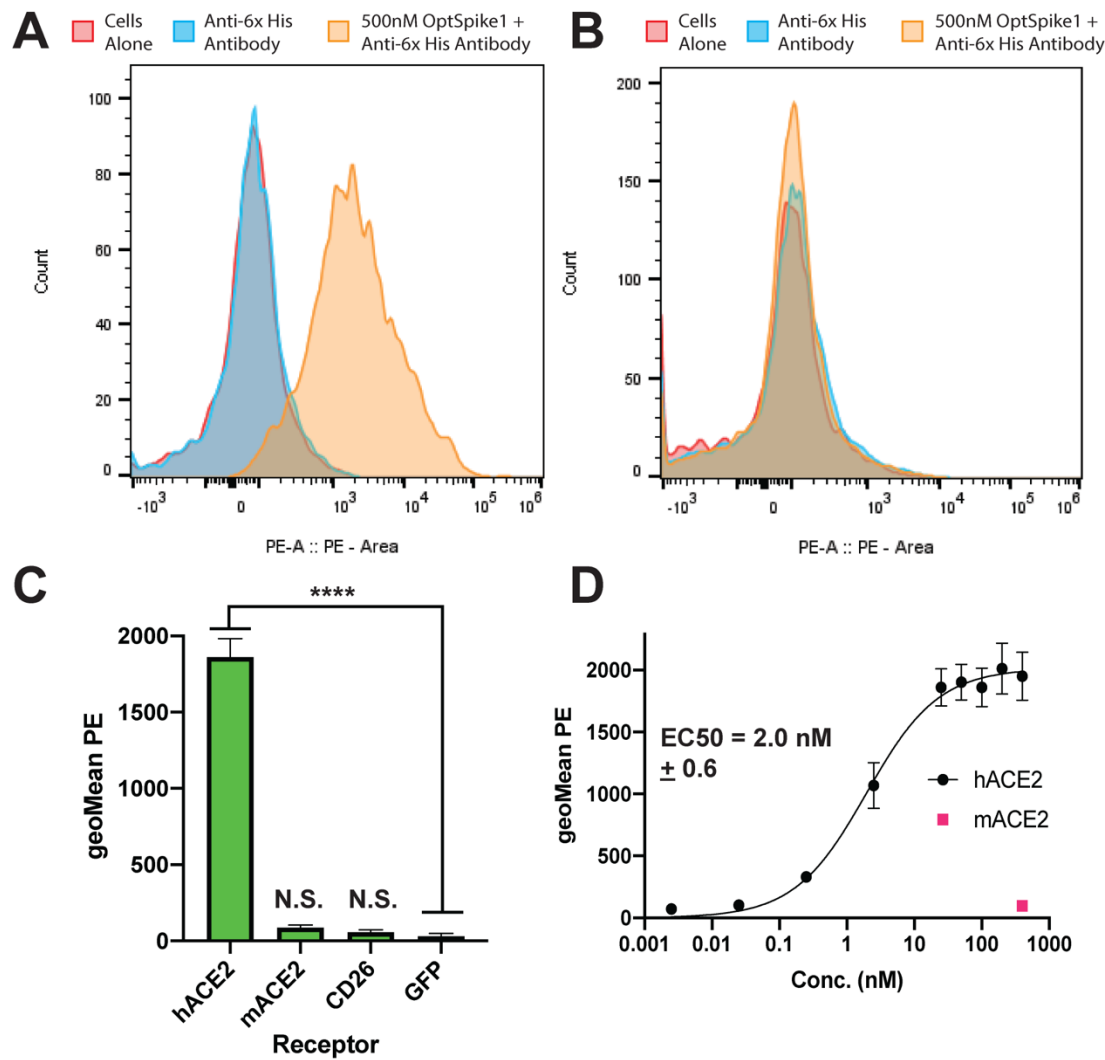 A
Cells
Alone
Anti-6x His
Antibody
500nM OptSpike1 +
Anti-6x His Antibody
100
80
60
40
20
0
Count
-10³
0
10³
10⁴
10⁵
10⁶
PE-A :: PE - Area
B
Cells
Alone
Anti-6x His
Antibody
500nM OptSpike1 +
Anti-6x His Antibody
200
150
100
50
0
Count
-10³
0
10³
10⁴
10⁵
10⁶
PE-A :: PE - Area
C
****
2000
1500
1000
500
0
geoMean PE
N.S.
N.S.
hACE2
mACE2
CD26
GFP
Receptor
D
2000
1500
1000
500
0
geoMean PE
EC50 = 2.0 nM
± 0.6
hACE2
mACE2
0.001
0.01
0.1
1
10
100
1000
Conc. (nM)